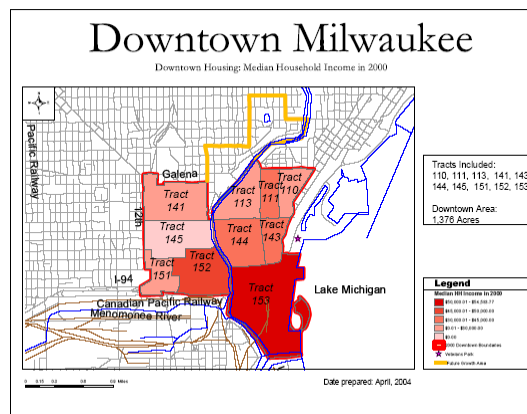 Downtown Milwaukee
Downtown Housing: Median Household Income in 2000
Pacific Railway
Galena
12th
Tract 141
Tract 145
Tract 151
Tract 152
Tract 113
Tract 111
Tract 110
Tract 144
Tract 143
Tract 153
I-94
Canadian Pacific Railway
Menomonee River
Lake Michigan
Tracts Included:
110, 111, 113, 141, 143
144, 145, 151, 152, 153
Downtown Area:
1,376 Acres
Legend
Median HH Income in 2000
$0.00
Veterans Park
Future Growth Area
Date prepared: April, 2004